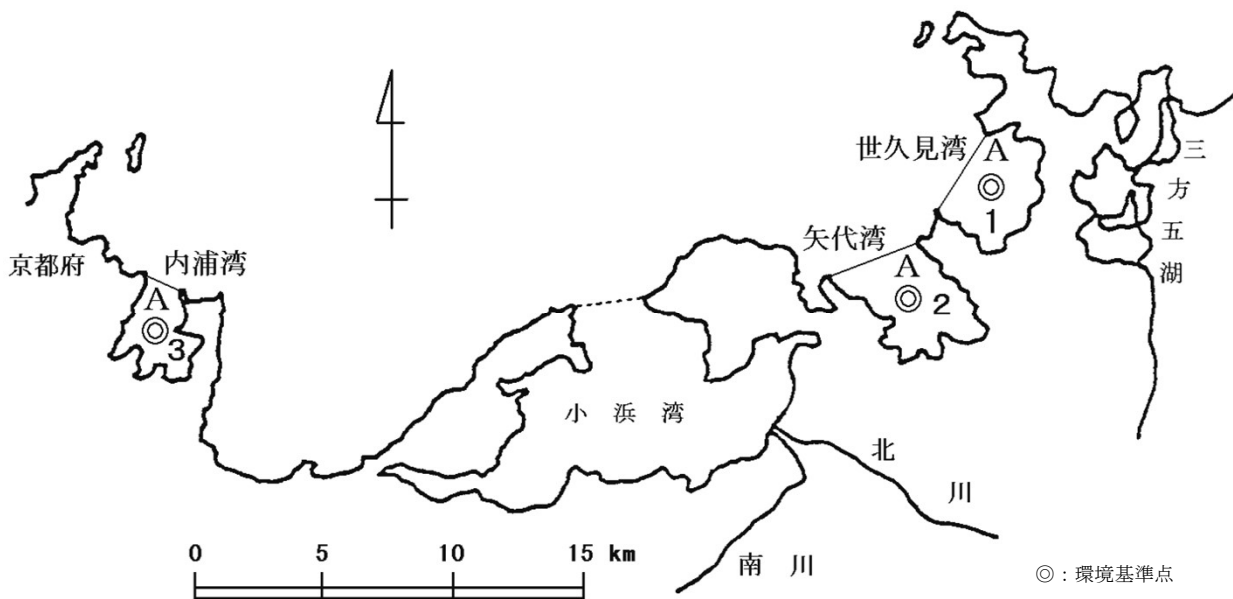 世久見湾
A
1
三方五湖
矢代湾
A
2
京都府
内浦湾
A
3
小浜湾
北川
南川
0 5 10 15 km
◎：環境基準点